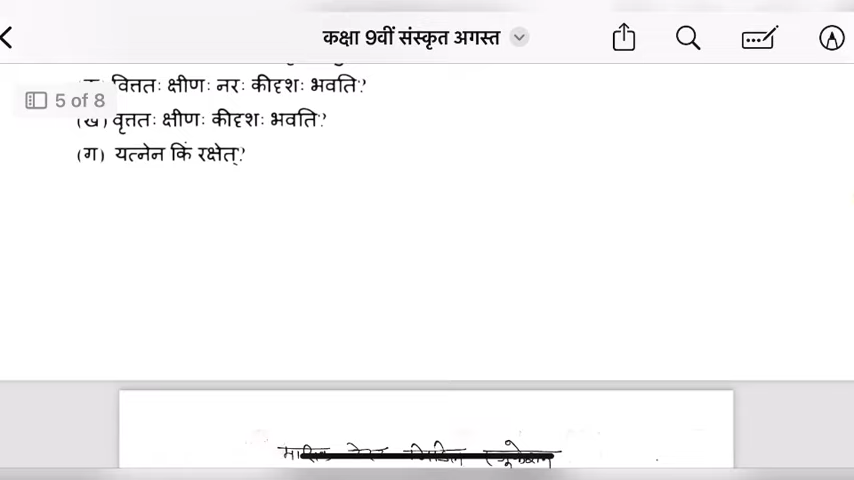 कक्षा 9वीं संस्कृत अगस्त
वित्ततः क्षीणः नरः कीदृशः भवति?
5 of 8
(ख) वृत्ततः क्षीणः कीदृशः भवति?
(ग) यत्नेन किं रक्षेत्?